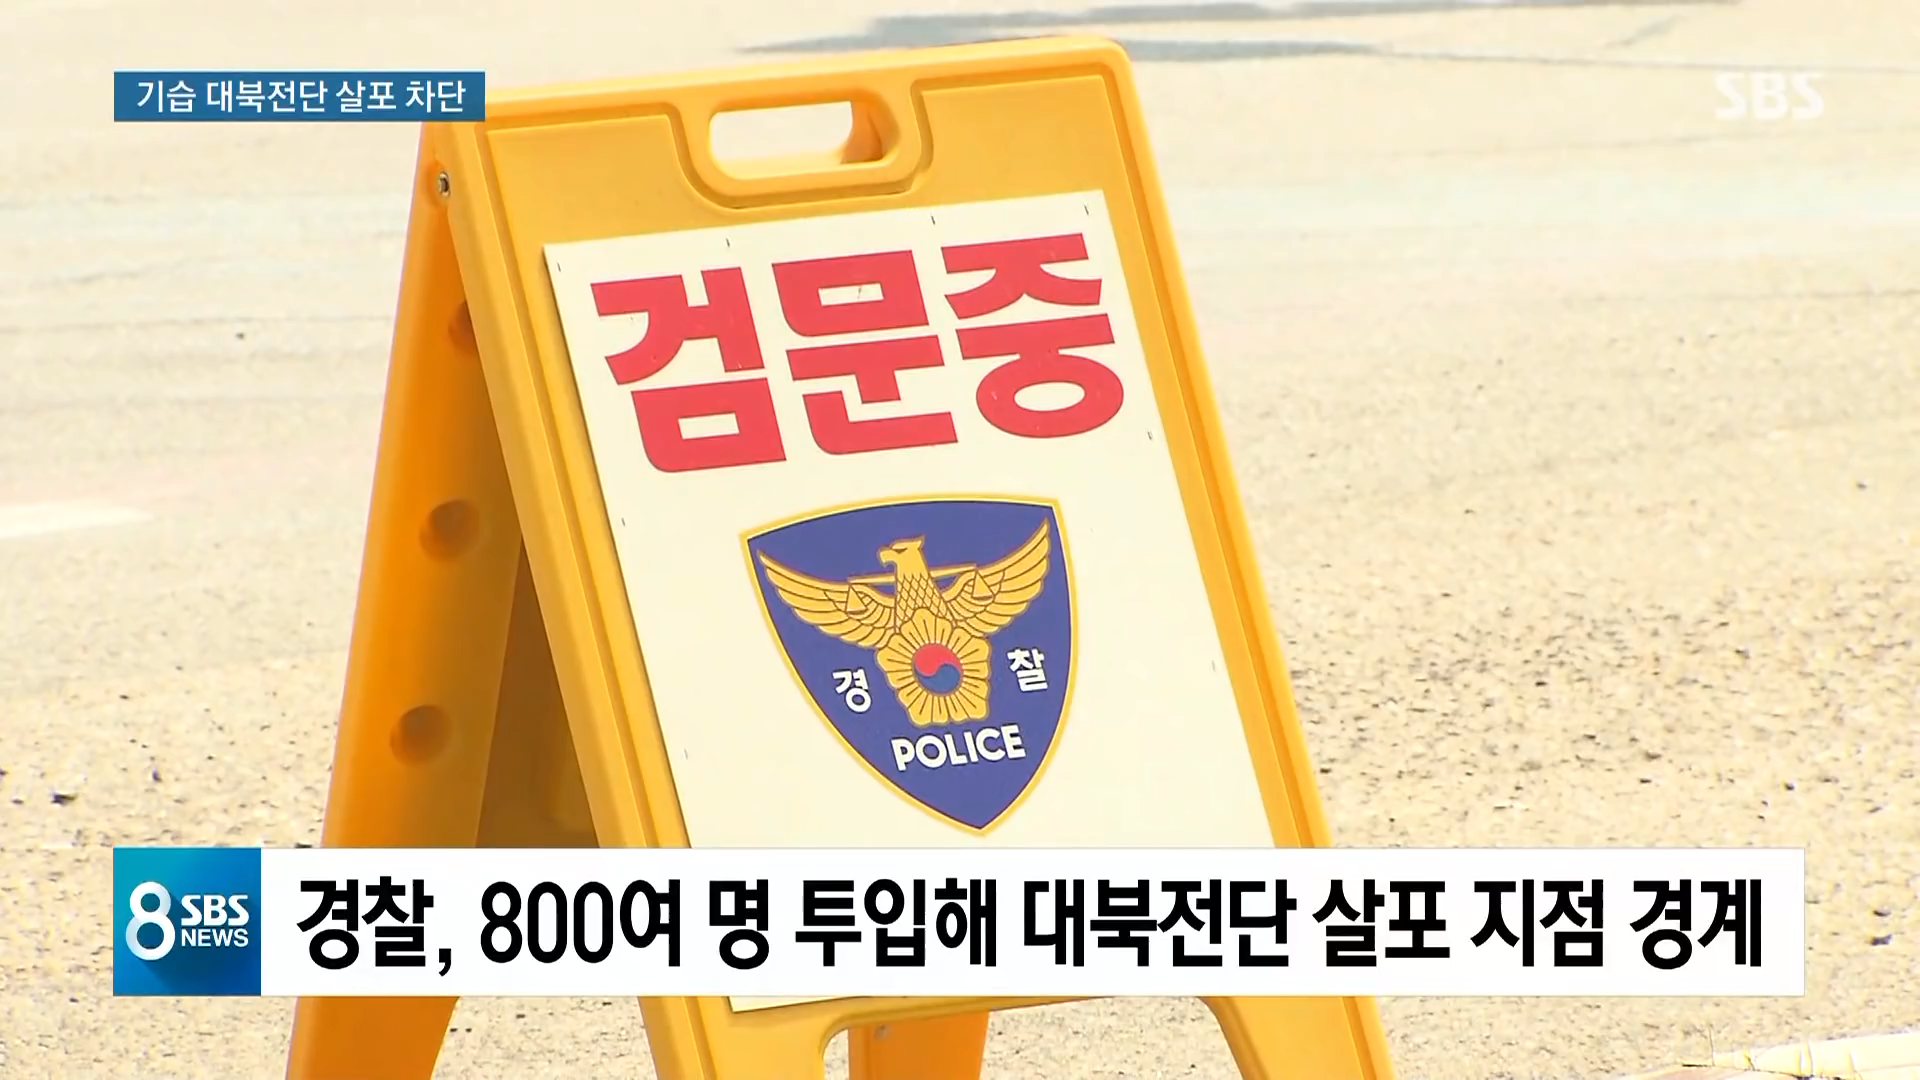 기습 대북전단 살포 차단
SBS
검문중
경찰
POLICE
8 SBS NEWS
경찰, 800여 명 투입해 대북전단 살포 지점 경계